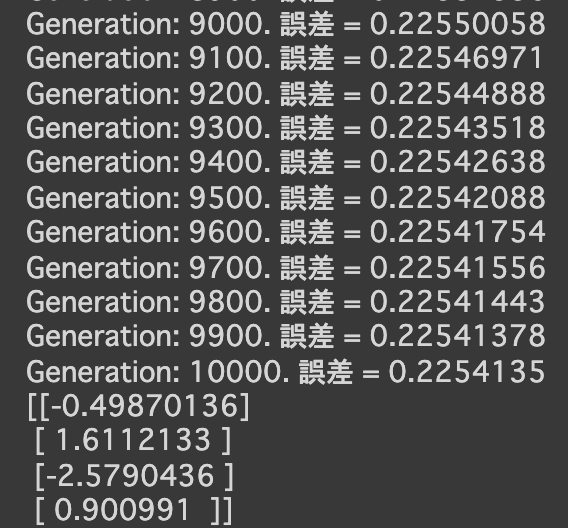 Generation: 9000. 誤差 = 0.22550058
Generation: 9100. 誤差 = 0.22546971
Generation: 9200. 誤差 = 0.22544888
Generation: 9300. 誤差 = 0.22543518
Generation: 9400. 誤差 = 0.22542638
Generation: 9500. 誤差 = 0.22542088
Generation: 9600. 誤差 = 0.22541754
Generation: 9700. 誤差 = 0.22541556
Generation: 9800. 誤差 = 0.22541443
Generation: 9900. 誤差 = 0.22541378
Generation: 10000. 誤差 = 0.2254135
[[-0.49870136]
 [ 1.6112133 ]
 [-2.5790436 ]
 [ 0.900991  ]]